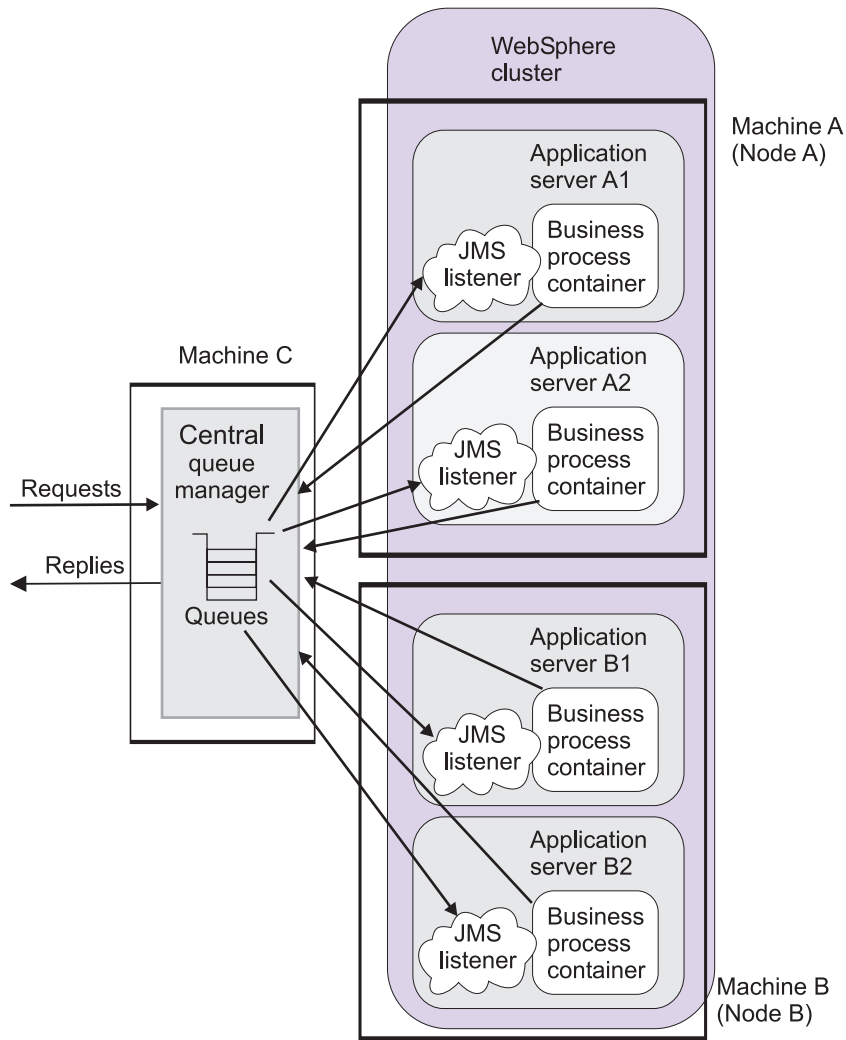 WebSphere
cluster
Machine A
(Node A)
Application
server A1
Business
process
container
JMS
listener
Machine C
Application
server A2
Business
process
container
JMS
listener
Central
queue
manager
Requests
Replies
Queues
Application
server B1
Business
process
container
JMS
listener
Application
server B2
Business
process
container
JMS
listener
Machine B
(Node B)